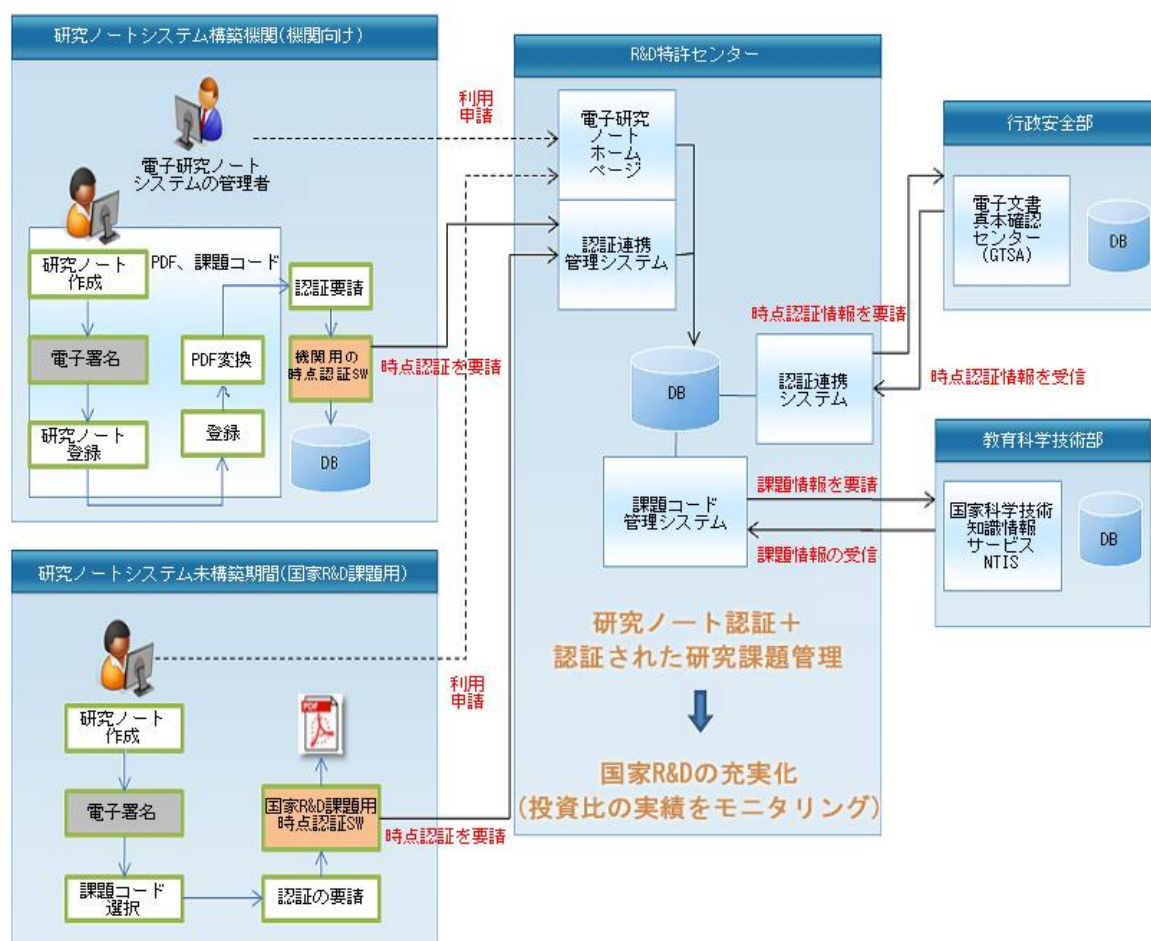 研究ノートシステム構築機関(機関向け)
電子研究ノート
システムの管理者
研究ノート
作成
電子署名
研究ノート
登録
PDF、課題コード
PDF変換
登録
認証要請
機関用の
時点認証SW
DB
利用
申請
時点認証を要請
研究ノートシステム未構築期間(国家R&D課題用)
研究ノート
作成
電子署名
課題コード
選択
PDF
国家R&D課題用
時点認証SW
認証の要請
利用
申請
時点認証を要請
R&D特許センター
電子研究
ノート
ホーム
ページ
認証連携
管理システム
DB
認証連携
システム
課題コード
管理システム
時点認証情報を要請
時点認証情報を受信
課題情報を要請
課題情報の受信
研究ノート認証＋
認証された研究課題管理
国家R&Dの充実化
(投資比の実績をモニタリング)
行政安全部
電子文書
真本確認
センター
(GTSA)
DB
教育科学技術部
国家科学技術
知識情報
サービス
NTIS
DB